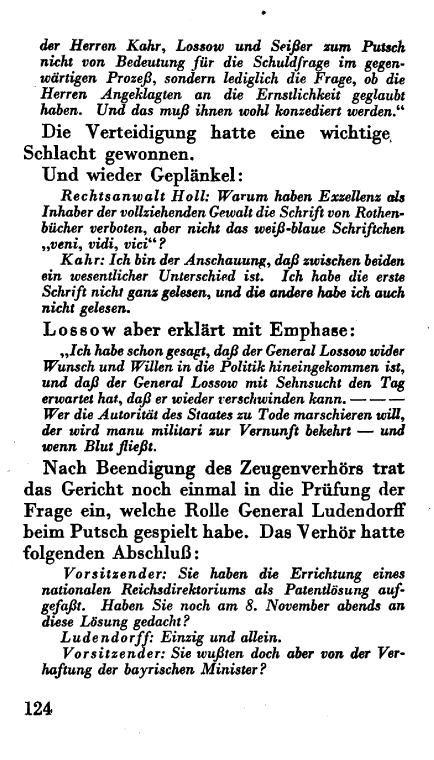 der Herren Kahr, Lossow und Seißer zum Putsch
nicht von Bedeutung für die Schuldfrage im gegen-
wärtigen Prozeß, sondern lediglich die Frage, ob die
Herren Angeklagten an die Ernstlichkeit geglaubt
haben. Und das muß ihnen wohl konzediert werden.“
Die Verteidigung hatte eine wichtige
Schlacht gewonnen.
Und wieder Geplänkel:
Rechtsanwalt Holl: Warum haben Exzellenz als
Inhaber der vollziehenden Gewalt die Schrift von Rothen-
bücher verboten, aber nicht das weiß-blaue Schriftchen
„veni, vidi, vici“?
Kahr: Ich bin der Anschauung, daß zwischen beiden
ein wesentlicher Unterschied ist. Ich habe die erste
Schrift nicht ganz gelesen, und die andere habe ich auch
nicht gelesen.
Lossow aber erklärt mit Emphase:
„Ich habe schon gesagt, daß der General Lossow wider
Wunsch und Willen in die Politik hineingekommen ist,
und daß der General Lossow mit Sehnsucht den Tag
erwartet hat, daß er wieder verschwinden kann. — — —
Wer die Autorität des Staates zu Tode marschieren will,
der wird manu militari zur Vernunft bekehrt — und
wenn Blut fließt.
Nach Beendigung des Zeugenverhörs trat
das Gericht noch einmal in die Prüfung der
Frage ein, welche Rolle General Ludendorff
beim Putsch gespielt habe. Das Verhör hatte
folgenden Abschluß:
Vorsitzender: Sie haben die Errichtung eines
nationalen Reichsdirektoriums als Patentlösung auf-
gefaßt. Haben Sie noch am 8. November abends an
diese Lösung gedacht?
Ludendorff: Einzig und allein.
Vorsitzender: Sie wußten doch aber von der Ver-
haftung der bayrischen Minister?
124